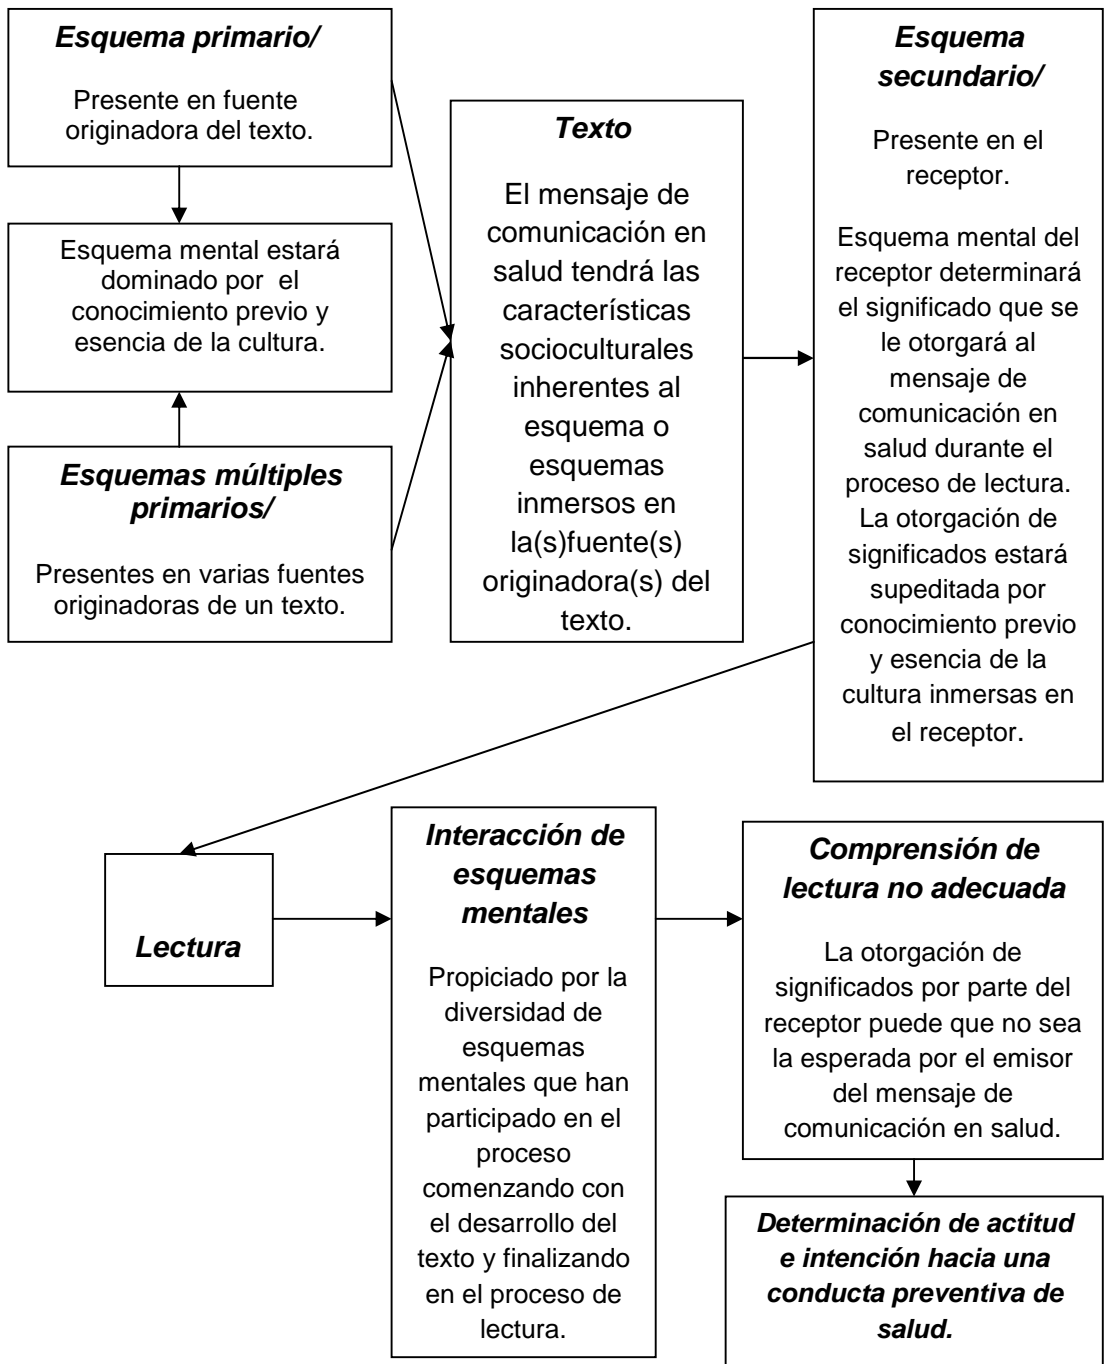 Esquema primario/
Presente en fuente
originadora del texto.
Esquema mental estará
dominado por el
conocimiento previo y
esencia de la cultura.
Esquemas múltiples
primarios/
Presentes en varias fuentes
originadoras de un texto.
Texto
El mensaje de
comunicación en
salud tendrá las
características
socioculturales
inherentes al
esquema o
esquemas
inmersos en
la(s)fuente(s)
originadora(s) del
texto.
Esquema
secundario/
Presente en el
receptor.
Esquema mental del
receptor determinará
el significado que se
le otorgará al
mensaje de
comunicación en
salud durante el
proceso de lectura.
La otorgación de
significados estará
supeditada por
conocimiento previo
y esencia de la
cultura inmersas en
el receptor.
Lectura
Interacción de
esquemas
mentales
Propiciado por la
diversidad de
esquemas
mentales que han
participado en el
proceso
comenzando con
el desarrollo del
texto y finalizando
en el proceso de
lectura.
Comprensión de
lectura no adecuada
La otorgación de
significados por parte del
receptor puede que no sea
la esperada por el emisor
del mensaje de
comunicación en salud.
Determinación de actitud
e intención hacia una
conducta preventiva de
salud.